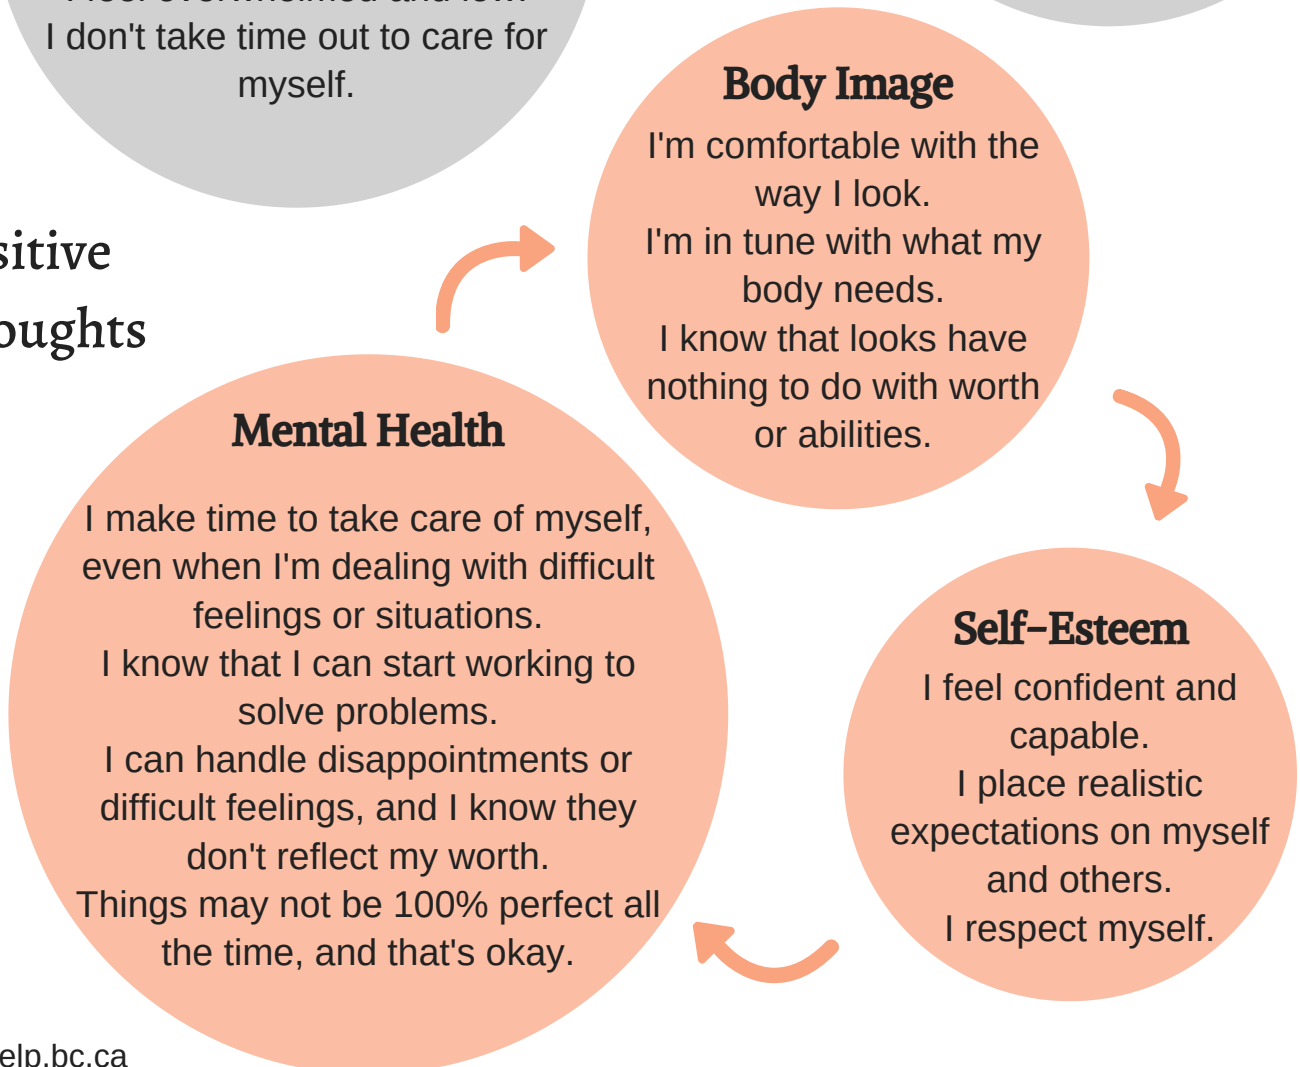 I feel overwhelmed and low.
I don't take time out to care for
myself.
Body Image
I'm comfortable with the
way I look.
I'm in tune with what my
body needs.
I know that looks have
nothing to do with worth
or abilities.
sitive
oughts
Mental Health
I make time to take care of myself,
even when I'm dealing with difficult
feelings or situations.
I know that I can start working to
solve problems.
I can handle disappointments or
difficult feelings, and I know they
don't reflect my worth.
Things may not be 100% perfect all
the time, and that's okay.
Self-Esteem
I feel confident and
capable.
I place realistic
expectations on myself
and others.
I respect myself.
elp.bc.ca